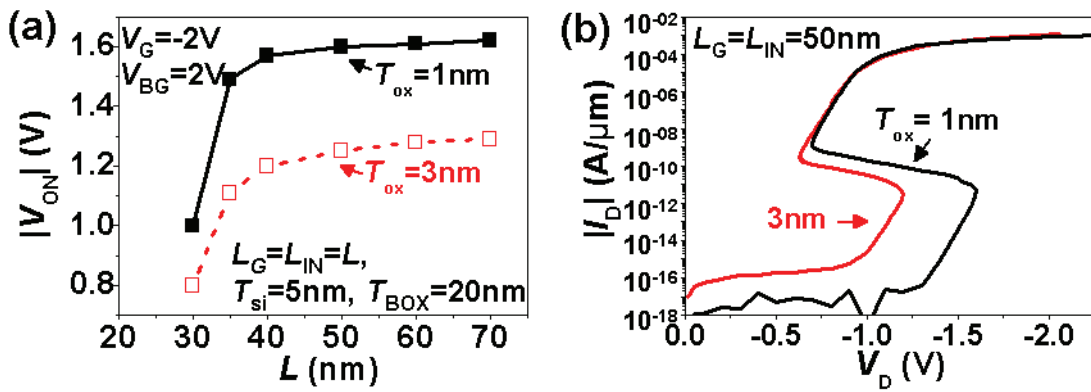 (a)
V_G=-2V
V_BG=2V
T_ox=1nm
T_ox=3nm
L_G=L_IN=L,
T_si=5nm, T_BOX=20nm
|V_ON| (V)
1.6
1.4
1.2
1.0
0.8
20 30 40 50 60 70
L (nm)
(b)
L_G=L_IN=50nm
T_ox= 1nm
3nm
|I_D| (A/μm)
10^-02
10^-04
10^-06
10^-08
10^-10
10^-12
10^-14
10^-16
10^-18
0.0 -0.5 -1.0 -1.5 -2.0
V_D (V)